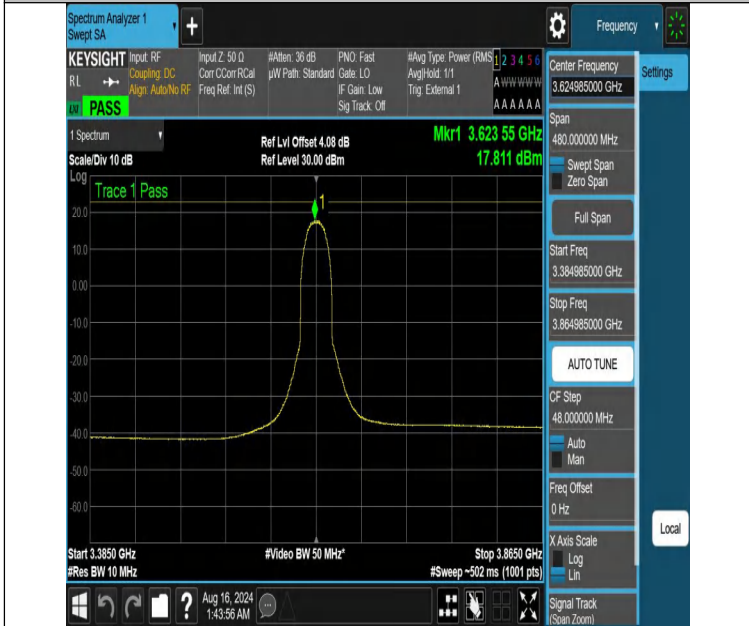 Spectrum Analyzer 1
Swept SA
+
Frequency
KEYSIGHT
RL
LXI
PASS
Input: RF
Coupling: DC
Align: Auto/No RF
Input Z: 50 Ω
Corr CCorr RCal
Freq Ref: Int (S)
#Atten: 36 dB
µW Path: Standard
PNO: Fast
Gate: LO
IF Gain: Low
Sig Track: Off
#Avg Type: Power (RMS
Avg|Hold: 1/1
Trig: External 1
1 2 3 4 5 6
A W W W W W
A A A A A A
1 Spectrum
Scale/Div 10 dB
Log
Ref Lvl Offset 4.08 dB
Ref Level 30.00 dBm
Mkr1 3.623 55 GHz
17.811 dBm
Trace 1 Pass
1
20.0
10.0
0.00
-10.0
-20.0
-30.0
-40.0
-50.0
-60.0
Start 3.3850 GHz
#Res BW 10 MHz
#Video BW 50 MHz*
Stop 3.8650 GHz
#Sweep ~502 ms (1001 pts)
Center Frequency
3.624985000 GHz
Settings
Span
480.000000 MHz
Swept Span
Zero Span
Full Span
Start Freq
3.384985000 GHz
Stop Freq
3.864985000 GHz
AUTO TUNE
CF Step
48.000000 MHz
Auto
Man
Freq Offset
0 Hz
X Axis Scale
Log
Lin
Local
Signal Track
(Span Zoom)
?
Aug 16, 2024
1:43:56 AM